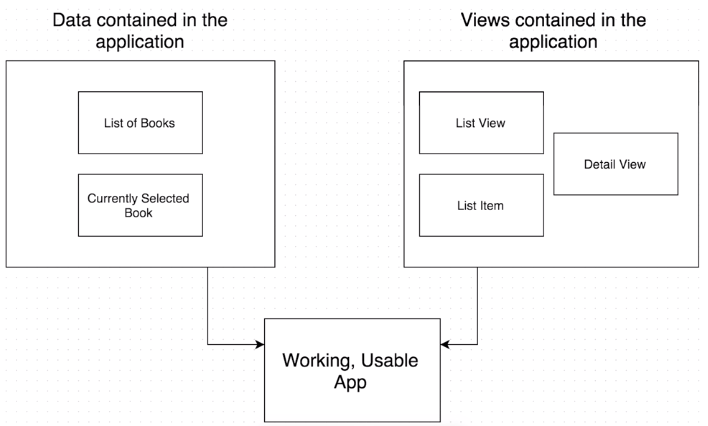 Data contained in the
application
Views contained in the
application
List of Books
Currently Selected
Book
List View
List Item
Detail View
Working, Usable
App